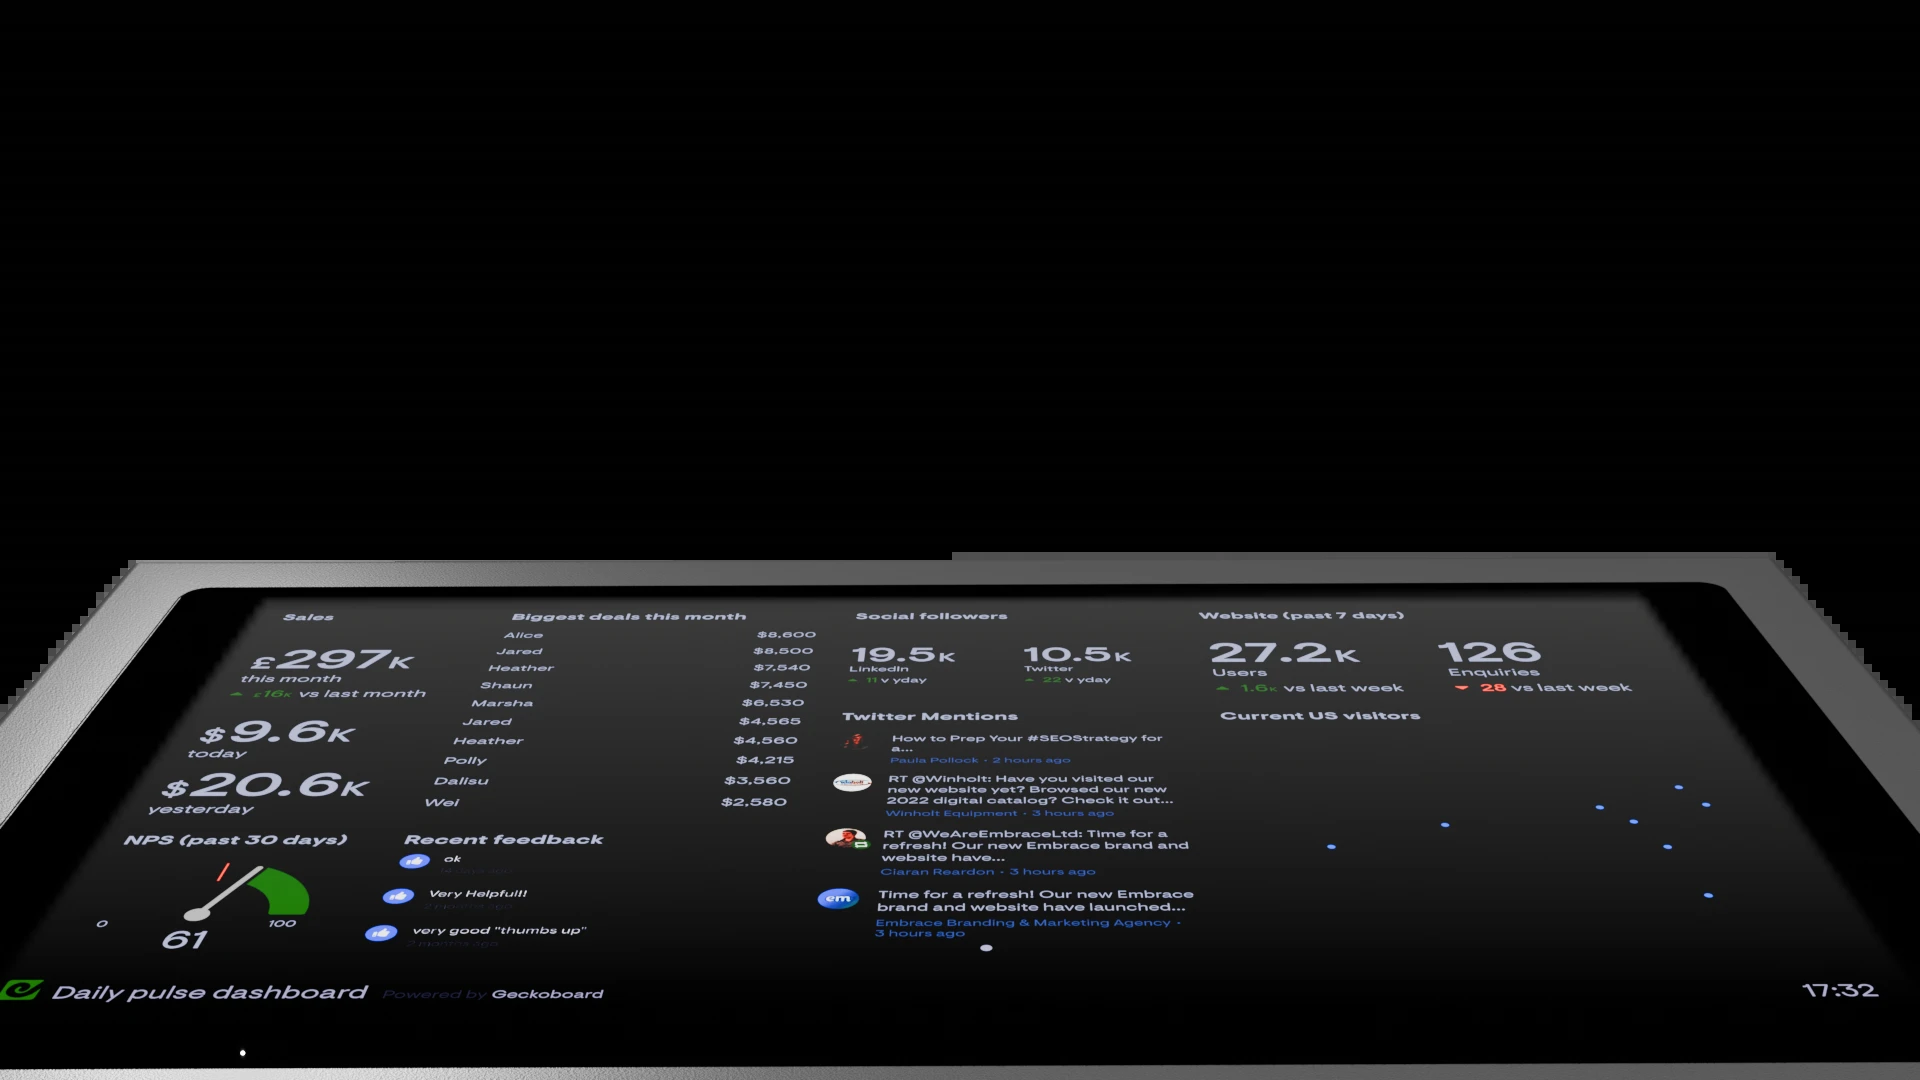 Sales
£297K
this month
£16K vs last month
$9.6K
today
$20.6K
yesterday
Biggest deals this month
Alice $8,600
Jared $8,500
Heather $7,540
Shaun $7,450
Marsha $6,530
Jared $4,565
Heather $4,560
Polly $4,215
Dalisu $3,560
Wei $2,580
Social followers
19.5K
LinkedIn
11 v yday
10.5K
Twitter
22 v yday
Website (past 7 days)
27.2K
Users
1.6K vs last week
126
Enquiries
28 vs last week
Twitter Mentions
How to Prep Your #SEOStrategy for
a...
Paula Pollock · 2 hours ago
RT @Winholt: Have you visited our
new website yet? Browsed our new
2022 digital catalog? Check it out...
Winholt Equipment · 3 hours ago
RT @WeAreEmbraceLtd: Time for a
refresh! Our new Embrace brand and
website have...
Ciaran Reardon · 3 hours ago
em
Time for a refresh! Our new Embrace
brand and website have launched...
Embrace Branding & Marketing Agency ·
3 hours ago
Current US visitors
NPS (past 30 days)
0
100
61
Recent feedback
ok
Very Helpful!!
very good "thumbs up"
Daily pulse dashboard Powered by Geckoboard
17:32